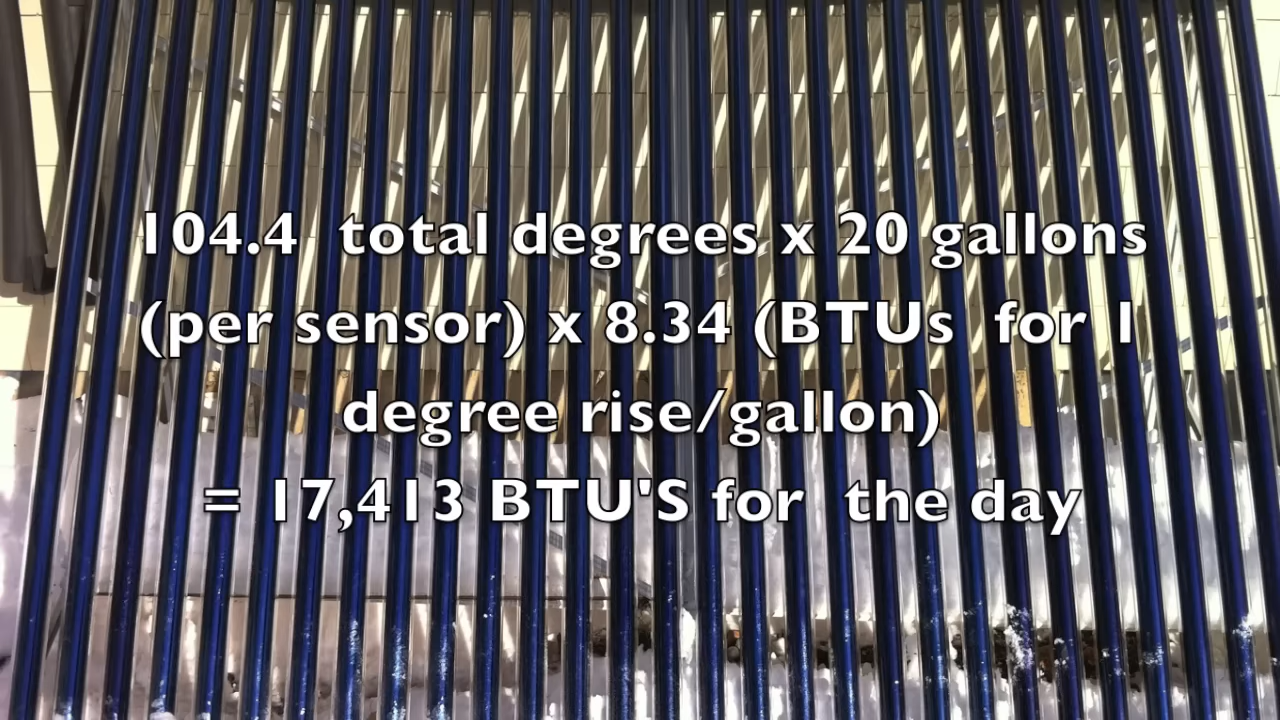 104.4 total degrees x 20 gallons
(per sensor) x 8.34 (BTUs for 1
degree rise/gallon)
= 17,413 BTU'S for the day